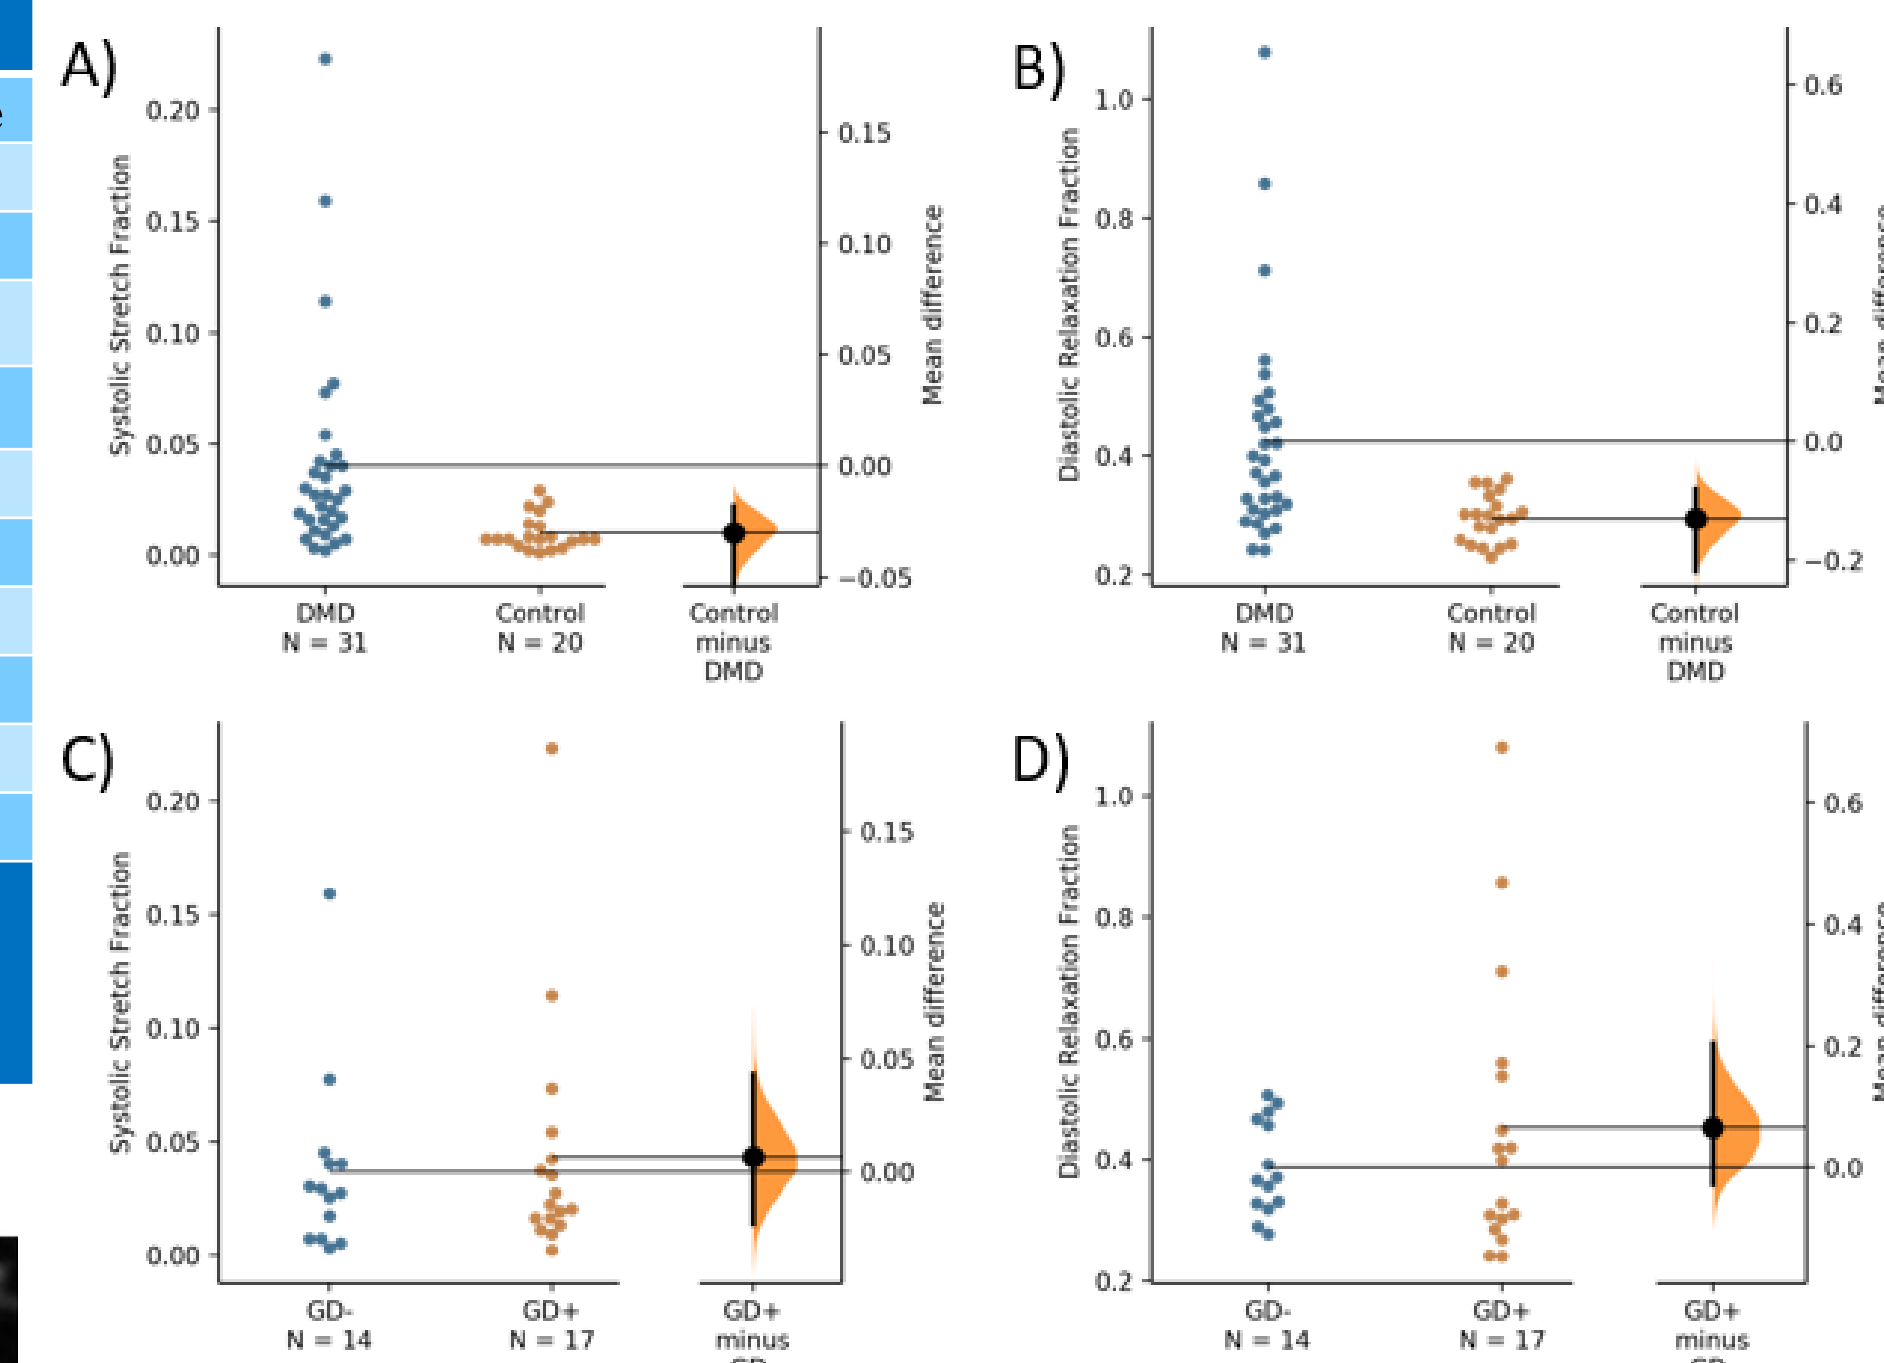 e
A)
Systolic Stretch Fraction
0.20
0.15
0.10
0.05
0.00
0.15
0.10
0.05
0.00
−0.05
Mean difference
DMD
N = 31
Control
N = 20
Control
minus
DMD
B)
Diastolic Relaxation Fraction
1.0
0.8
0.6
0.4
0.2
0.6
0.4
0.2
0.0
−0.2
Mean difference
DMD
N = 31
Control
N = 20
Control
minus
DMD
C)
Systolic Stretch Fraction
0.20
0.15
0.10
0.05
0.00
0.15
0.10
0.05
0.00
Mean difference
GD-
N = 14
GD+
N = 17
GD+
minus
D)
Diastolic Relaxation Fraction
1.0
0.8
0.6
0.4
0.2
0.6
0.4
0.2
0.0
Mean difference
GD-
N = 14
GD+
N = 17
GD+
minus